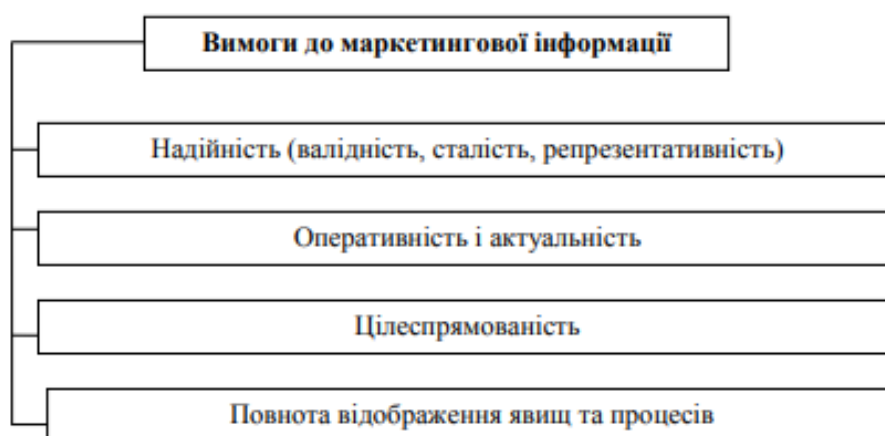 Вимоги до маркетингової інформації
Надійність (валідність, сталість, репрезентативність)
Оперативність і актуальність
Цілеспрямованість
Повнота відображення явищ та процесів